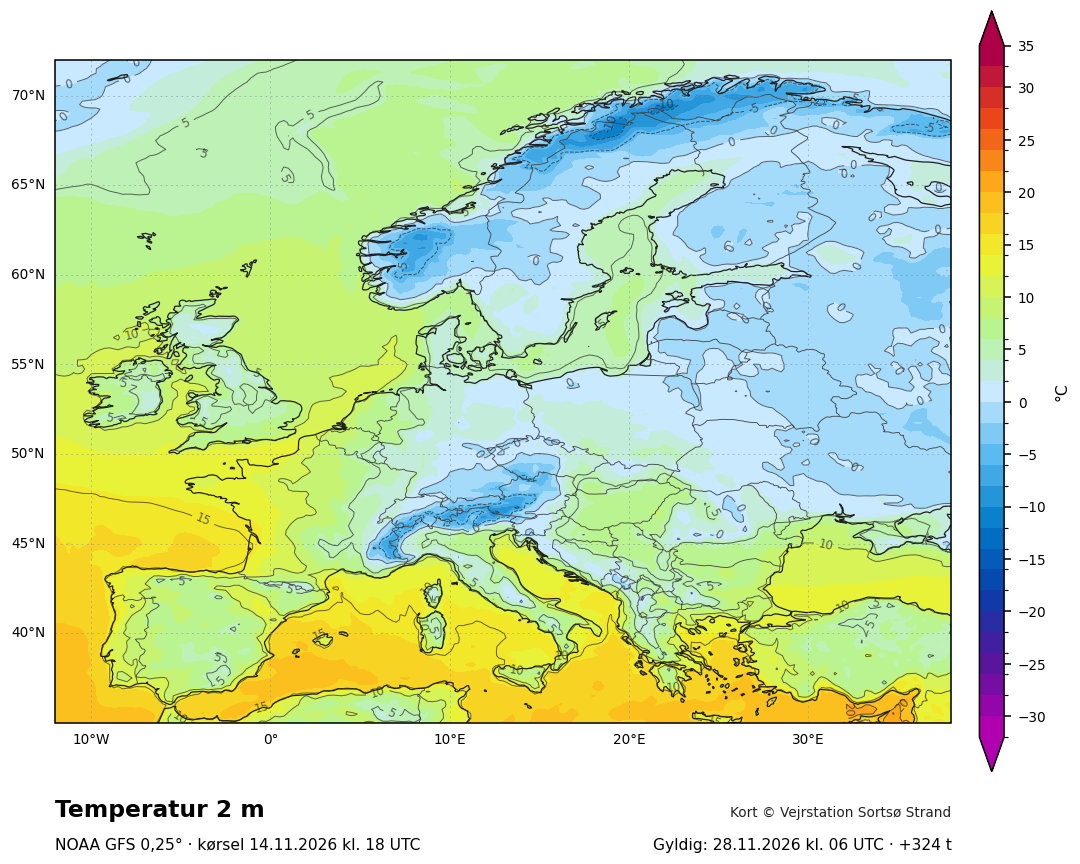 70°N
65°N
60°N
55°N
50°N
45°N
40°N
10°W
0°
10°E
20°E
30°E
35
30
25
20
15
10
5
0
−5
−10
−15
−20
−25
−30
°C
Temperatur 2 m
Kort © Vejrstation Sortsø Strand
NOAA GFS 0,25° · kørsel 14.11.2026 kl. 18 UTC
Gyldig: 28.11.2026 kl. 06 UTC · +324 t